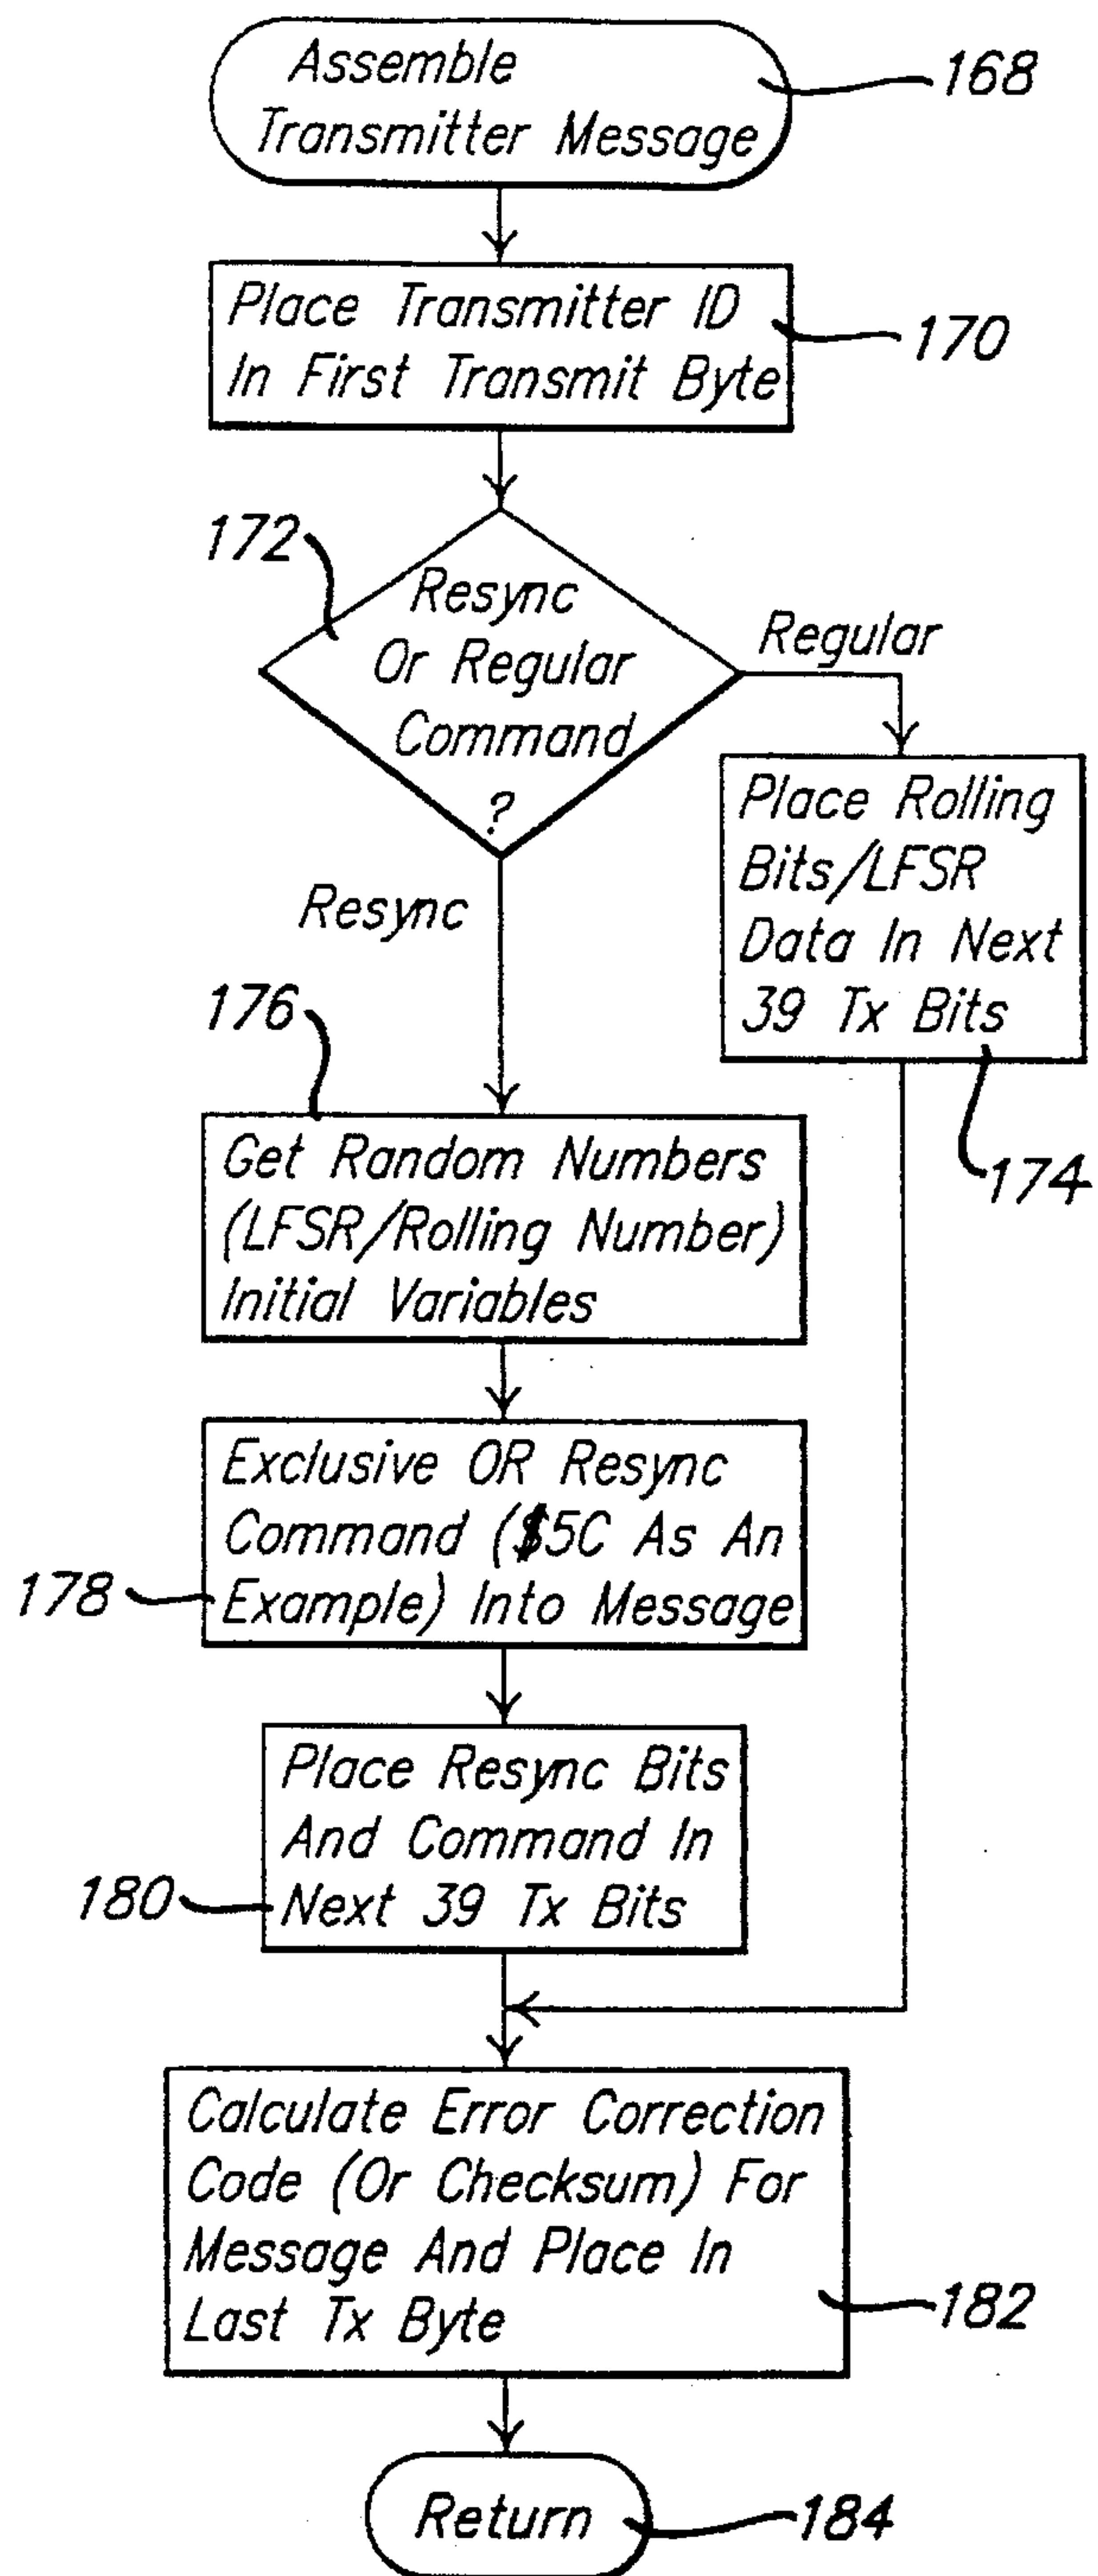 Assemble
Transmitter Message
168
Place Transmitter ID
In First Transmit Byte
170
172
Resync
Or Regular
Command
?
Regular
Resync
Place Rolling
Bits/LFSR
Data In Next
39 Tx Bits
174
176
Get Random Numbers
(LFSR/Rolling Number)
Initial Variables
Exclusive OR Resync
Command ($5C As An
Example) Into Message
178
Place Resync Bits
And Command In
Next 39 Tx Bits
180
Calculate Error Correction
Code (Or Checksum) For
Message And Place In
Last Tx Byte
182
Return
184